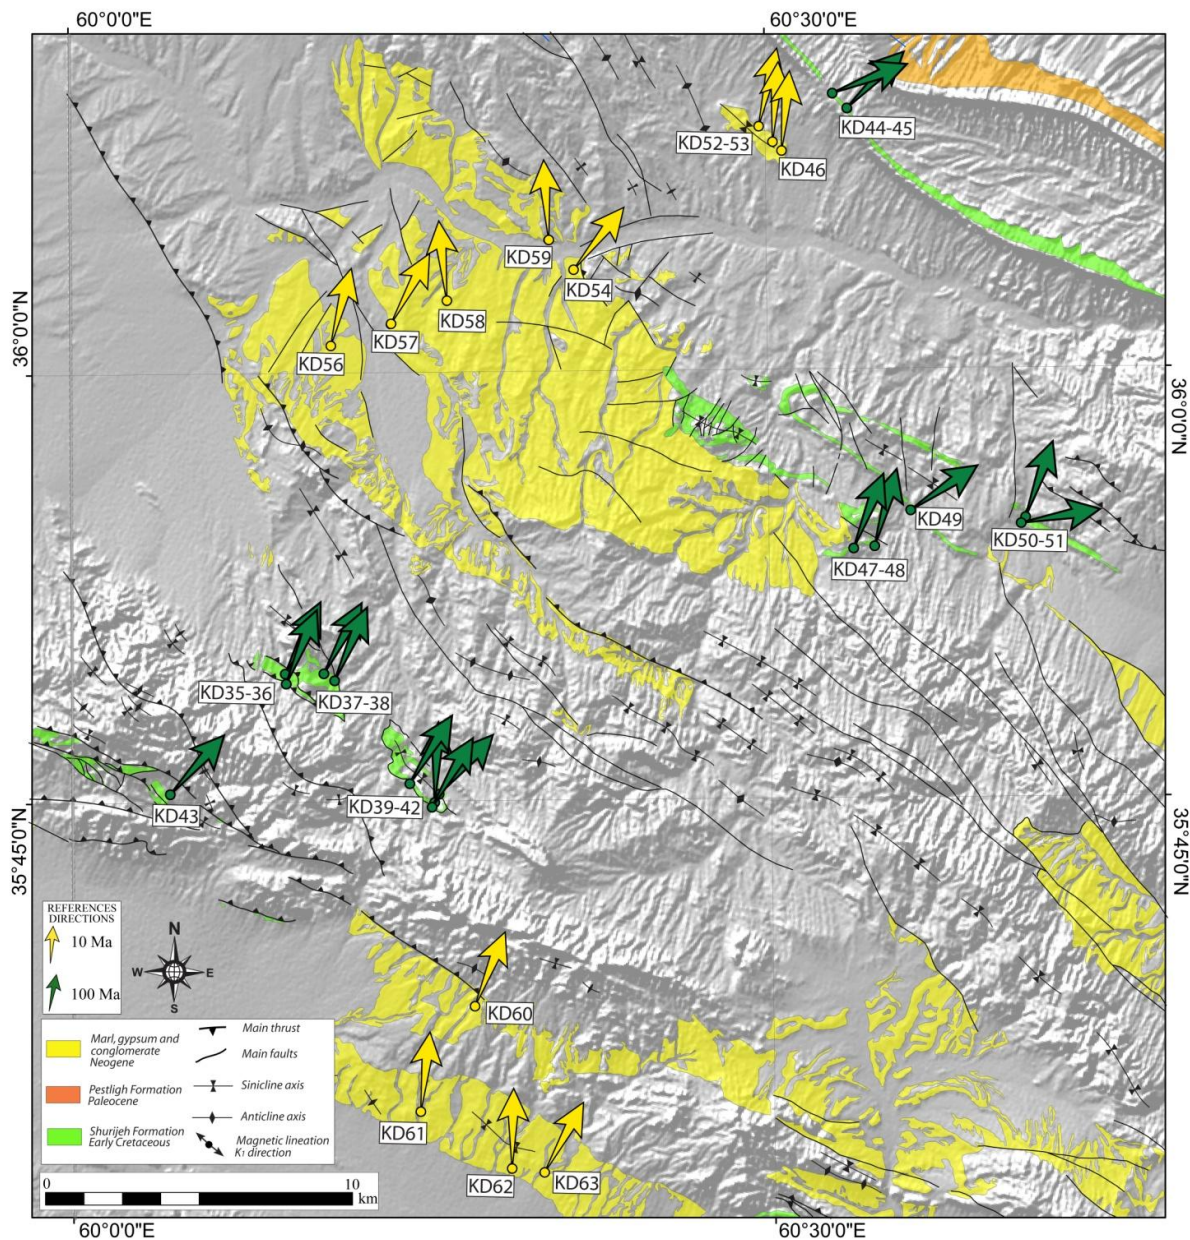 60°0'0"E
60°30'0"E
KD44-45
KD52-53
KD46
KD59
KD54
KD58
KD57
KD56
36°0'0"N
36°0'0"N
KD49
KD50-51
KD47-48
KD35-36
KD37-38
KD39-42
KD43
35°45'0"N
35°45'0"N
REFERENCES
DIRECTIONS
10 Ma
100 Ma
N
W
E
S
KD60
KD61
KD62
KD63
Marl, gypsum and
conglomerate
Neogene
Pestligh Formation
Paleocene
Shurijeh Formation
Early Cretaceous
Main thrust
Main faults
Sinicline axis
Anticline axis
Magnetic lineation
K1 direction
0
10
km
60°0'0"E
60°30'0"E